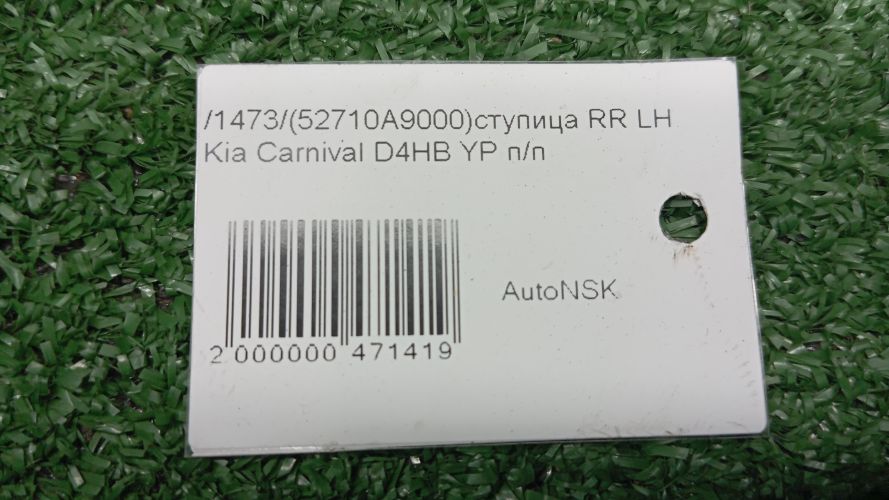 /1473/(52710A9000)ступица RR LH
Kia Carnival D4HB YP п/п
AutoNSK
2 000000 471419